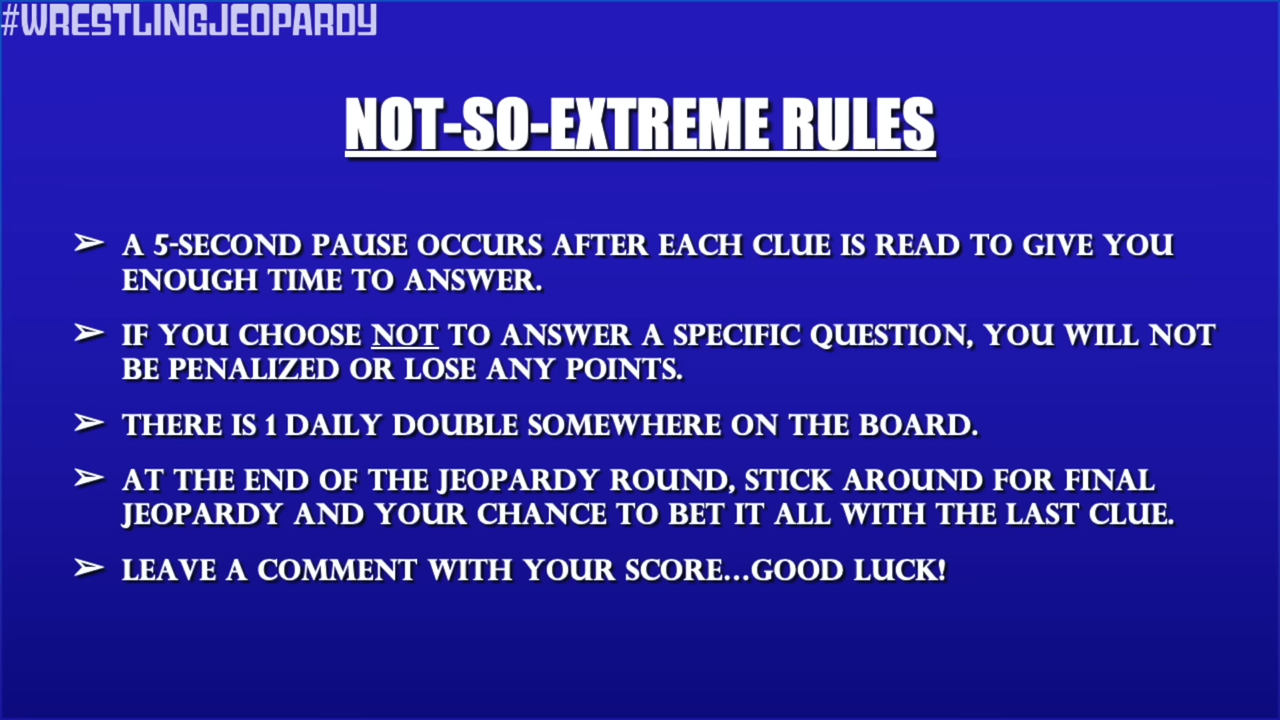 #WRESTLINGJEOPARDY
NOT-SO-EXTREME RULES
➢ A 5-SECOND PAUSE OCCURS AFTER EACH CLUE IS READ TO GIVE YOU
ENOUGH TIME TO ANSWER.
➢ IF YOU CHOOSE NOT TO ANSWER A SPECIFIC QUESTION, YOU WILL NOT
BE PENALIZED OR LOSE ANY POINTS.
➢ THERE IS 1 DAILY DOUBLE SOMEWHERE ON THE BOARD.
➢ AT THE END OF THE JEOPARDY ROUND, STICK AROUND FOR FINAL
JEOPARDY AND YOUR CHANCE TO BET IT ALL WITH THE LAST CLUE.
➢ LEAVE A COMMENT WITH YOUR SCORE...GOOD LUCK!